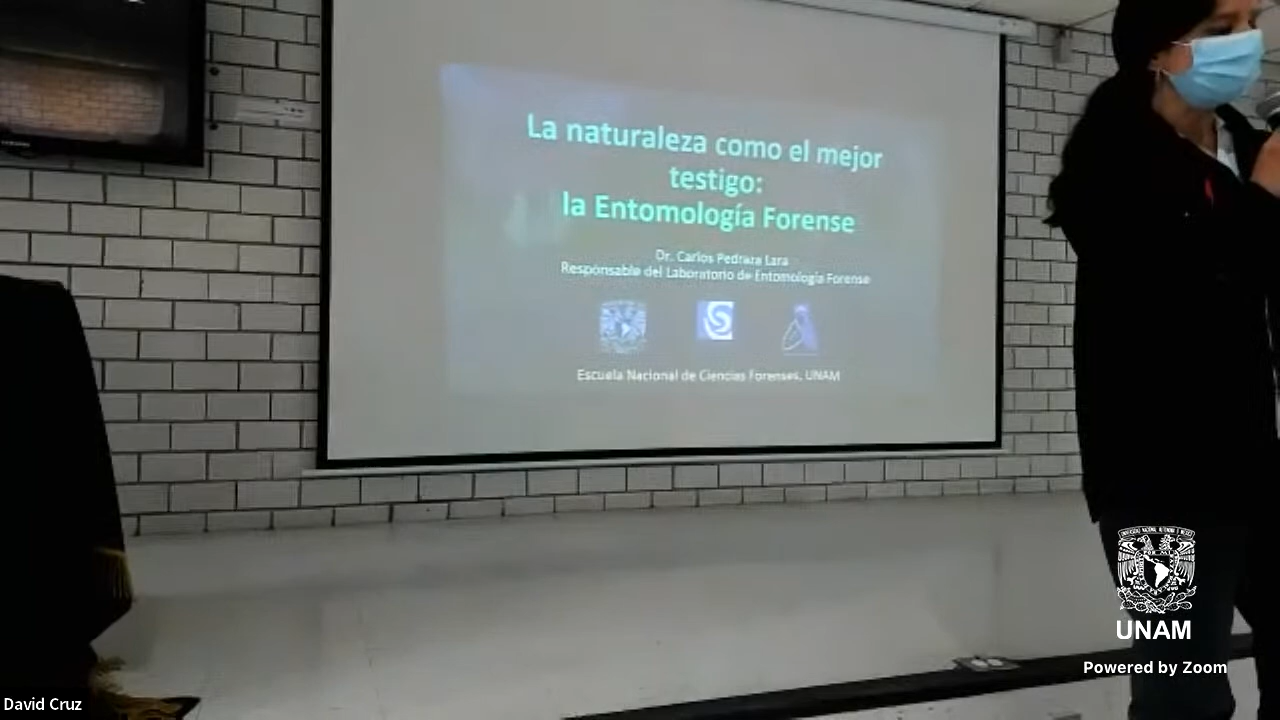 La naturaleza como el mejor
testigo:
la Entomología Forense
Dr. Carlos Pedraza Lara
Responsable del Laboratorio de Entomología Forense
Escuela Nacional de Ciencias Forenses, UNAM
UNAM
Powered by Zoom
David Cruz